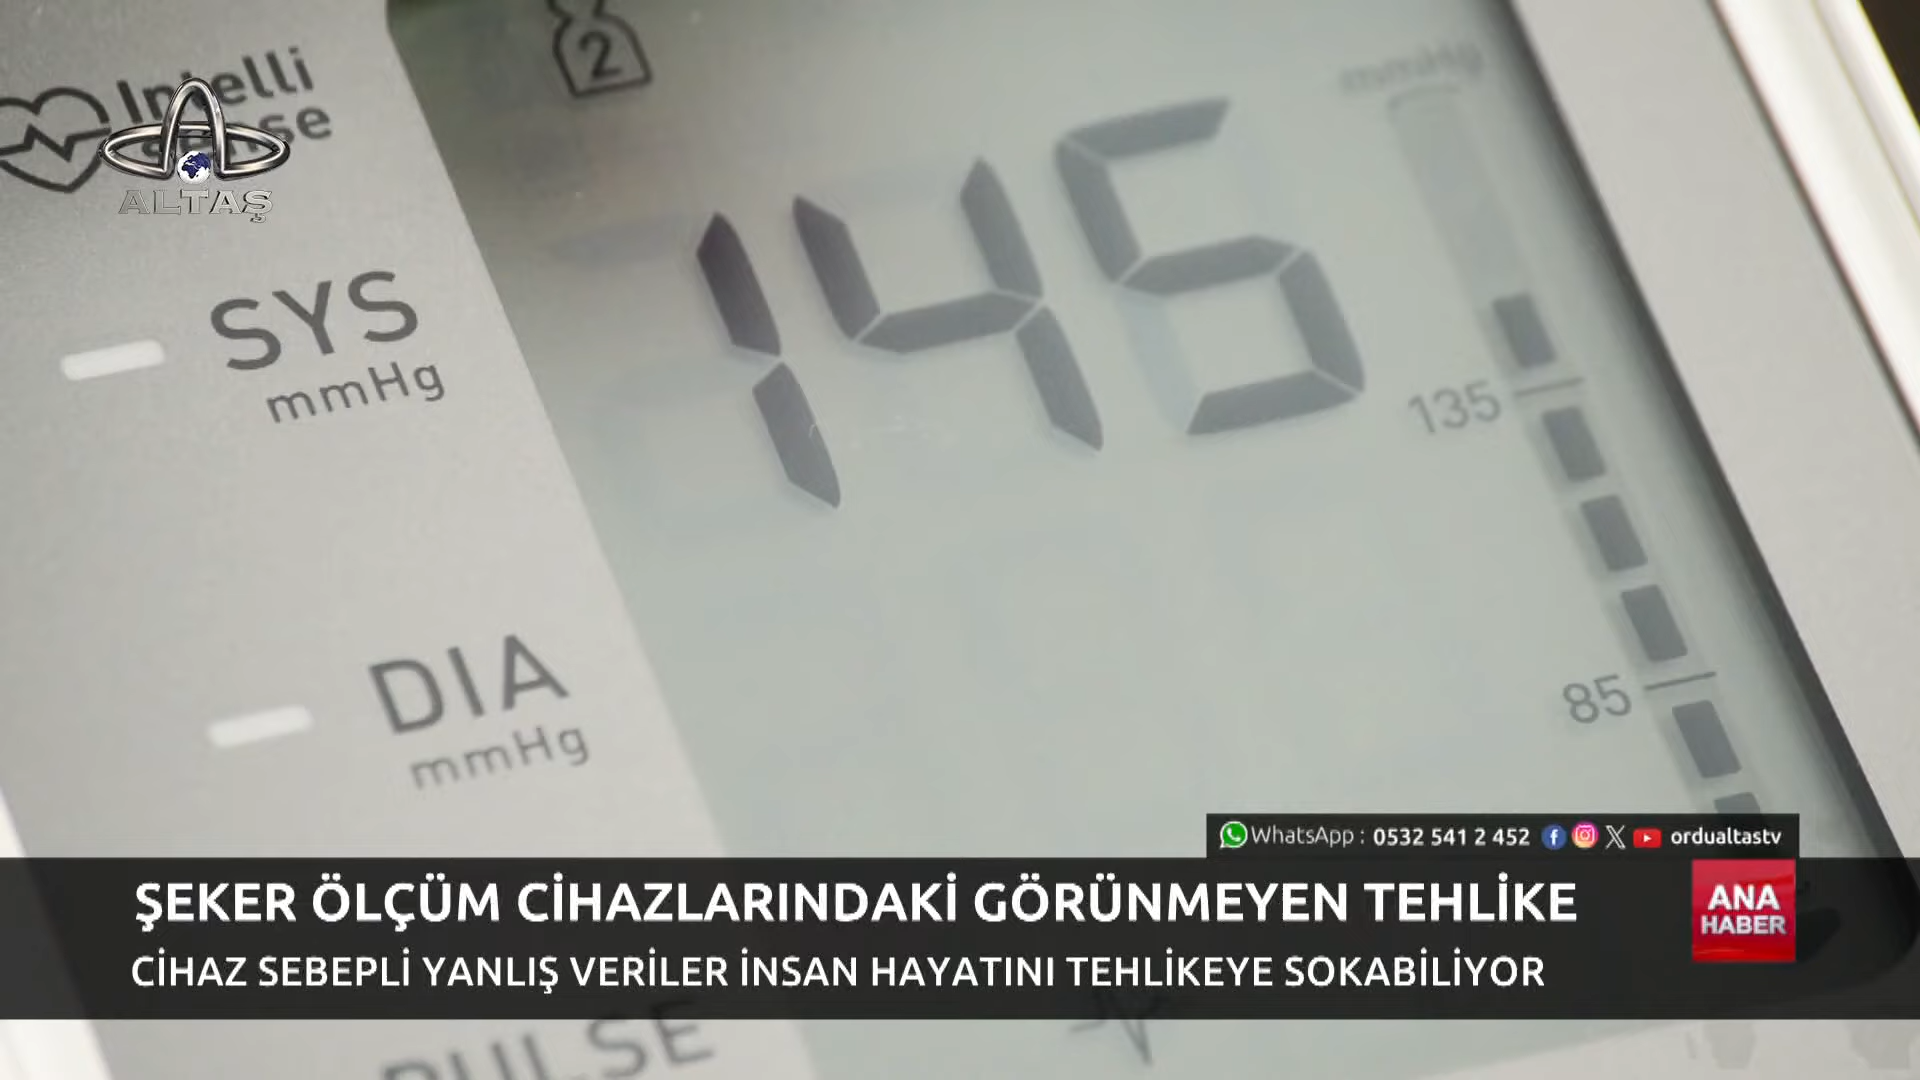 2
Intelli
sense
ALTAŞ
mmHg
145
SYS
mmHg
135
DIA
mmHg
85
WhatsApp : 0532 541 2 452 ordualtastv
ŞEKER ÖLÇÜM CİHAZLARINDAKİ GÖRÜNMEYEN TEHLİKE
ANA
HABER
CİHAZ SEBEPLİ YANLIŞ VERİLER İNSAN HAYATINI TEHLİKEYE SOKABİLİYOR
PULSE